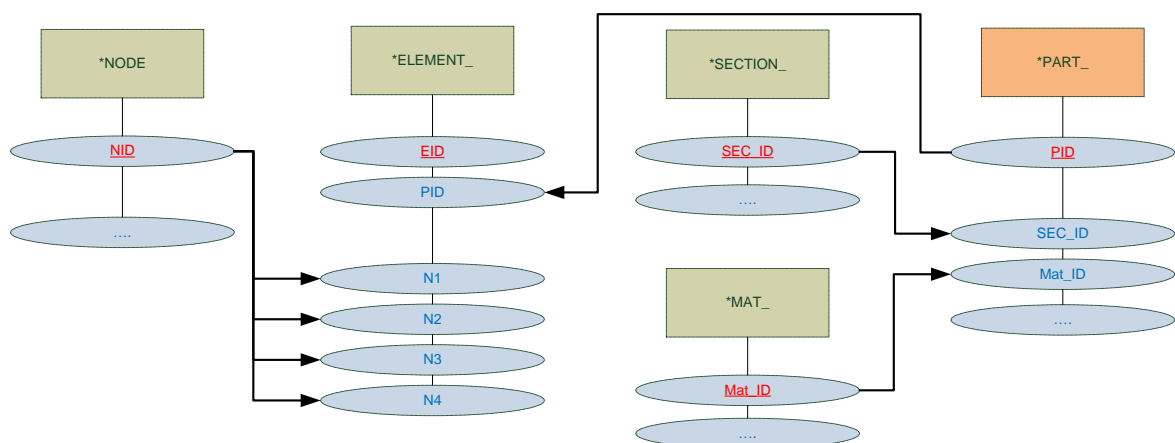 *NODE
NID
....
*ELEMENT_
EID
PID
N1
N2
N3
N4
*SECTION_
SEC_ID
....
*MAT_
Mat_ID
....
*PART_
PID
SEC_ID
Mat_ID
....